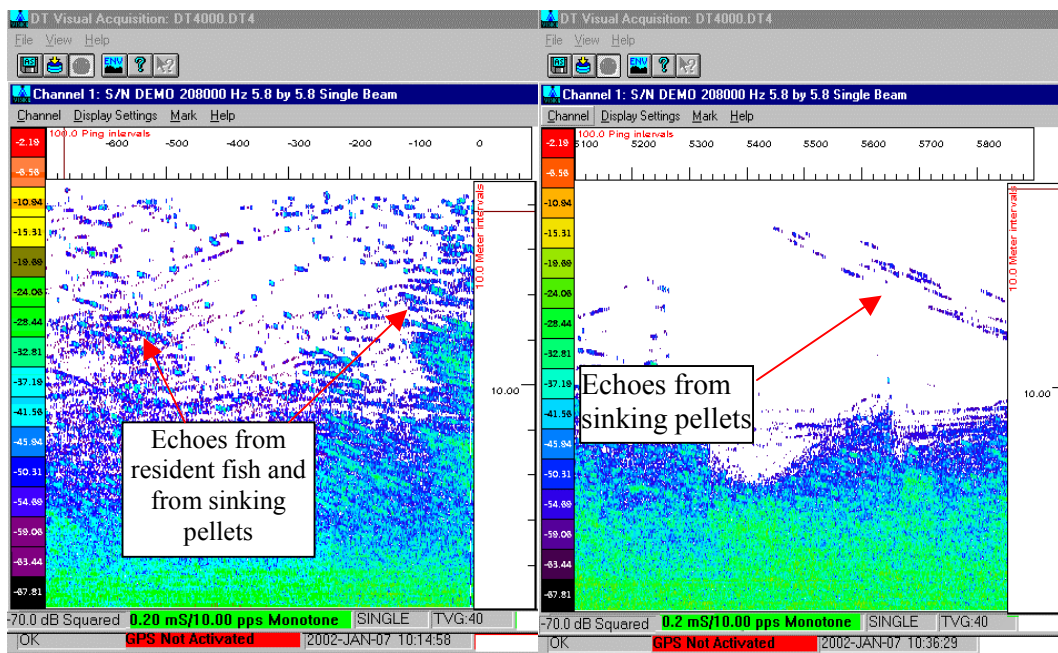 DT Visual Acquisition: DT4000.DT4
File View Help
ENV ? ?
Channel 1: S/N DEMO 208000 Hz 5.8 by 5.8 Single Beam
Channel Display Settings Mark Help
100.0 Ping intervals
-600 -500 -400 -300 -200 -100 0
-2.19
-6.56
-10.94
-15.31
-19.69
-24.06
-28.44
-32.81
-37.19
-41.56
-45.94
-50.31
-54.69
-59.06
-63.44
-67.81
10.0 Meter intervals
10.00
Echoes from
resident fish and
from sinking
pellets
-70.0 dB Squared 0.20 mS/10.00 pps Monotone SINGLE TVG:40
OK GPS Not Activated 2002-JAN-07 10:14:58
DT Visual Acquisition: DT4000.DT4
File View Help
ENV ? ?
Channel 1: S/N DEMO 208000 Hz 5.8 by 5.8 Single Beam
Channel Display Settings Mark Help
100.0 Ping intervals
5100 5200 5300 5400 5500 5600 5700 5800
-2.19
-6.56
-10.94
-15.31
-19.69
-24.06
-28.44
-32.81
-37.19
-41.56
-45.94
-50.31
-54.69
-59.06
-63.44
-67.81
10.0 Meter intervals
10.00
Echoes from
sinking pellets
-70.0 dB Squared 0.2 mS/10.00 pps Monotone SINGLE TVG:40
OK GPS Not Activated 2002-JAN-07 10:36:29